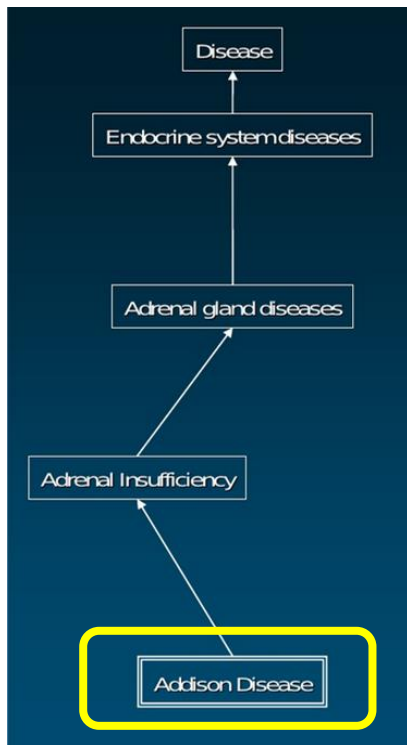 Disease
Endocrine system diseases
Adrenal gland diseases
Adrenal Insufficiency
Addison Disease